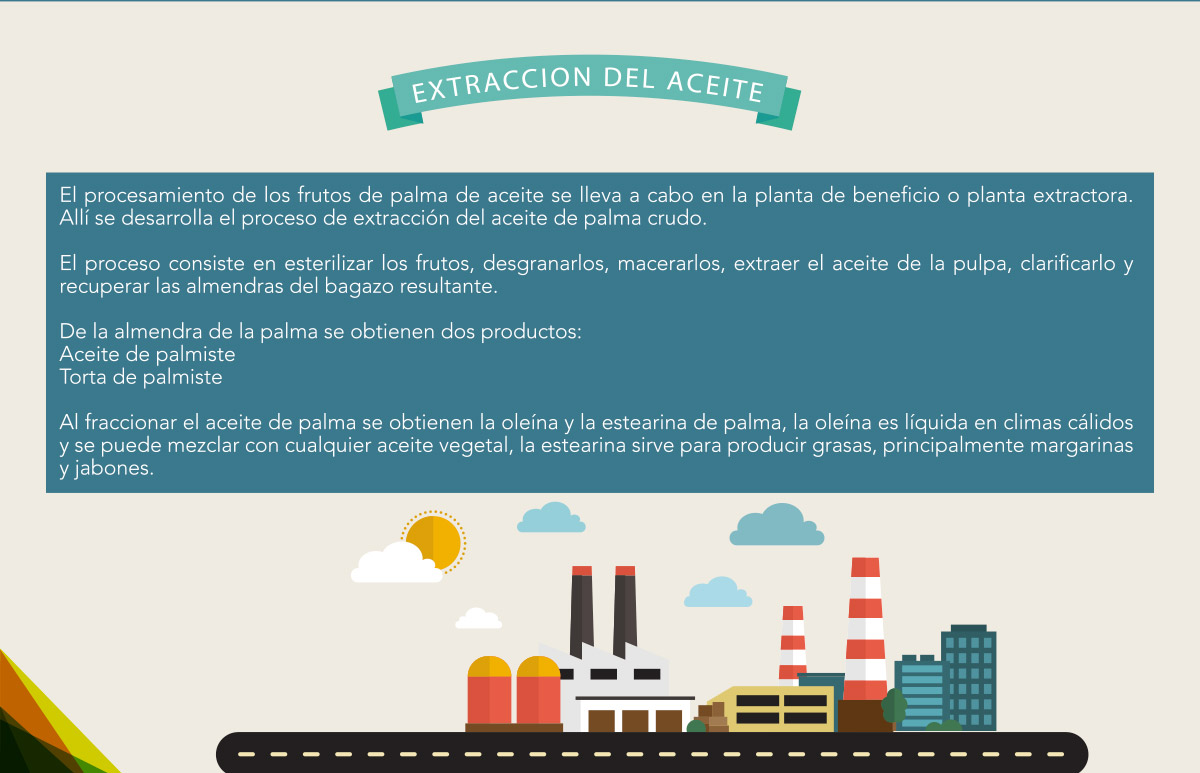 EXTRACCION DEL ACEITE
El procesamiento de los frutos de palma de aceite se lleva a cabo en la planta de beneficio o planta extractora.
Allí se desarrolla el proceso de extracción del aceite de palma crudo.
El proceso consiste en esterilizar los frutos, desgranarlos, macerarlos, extraer el aceite de la pulpa, clarificarlo y
recuperar las almendras del bagazo resultante.
De la almendra de la palma se obtienen dos productos:
Aceite de palmiste
Torta de palmiste
Al fraccionar el aceite de palma se obtienen la oleína y la estearina de palma, la oleína es líquida en climas cálidos
y se puede mezclar con cualquier aceite vegetal, la estearina sirve para producir grasas, principalmente margarinas
y jabones.